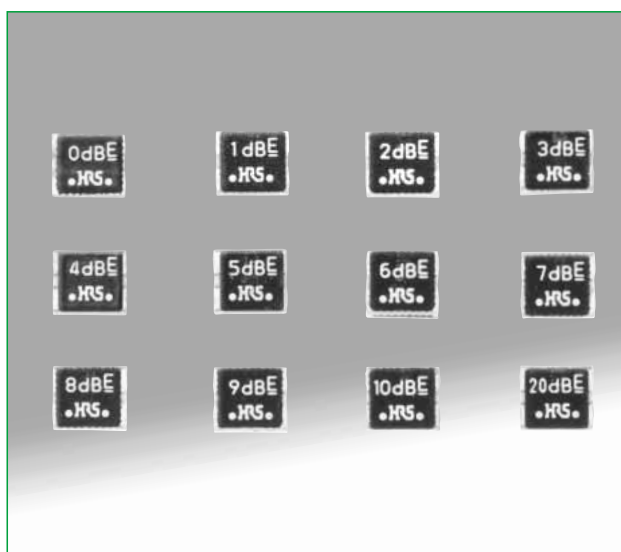 0dBE
•HRS•
1dBE
•HRS•
2dBE
•HRS•
3dBE
•HRS•
4dBE
•HRS•
5dBE
•HRS•
6dBE
•HRS•
7dBE
•HRS•
8dBE
•HRS•
9dBE
•HRS•
10dBE
•HRS•
20dBE
•HRS•